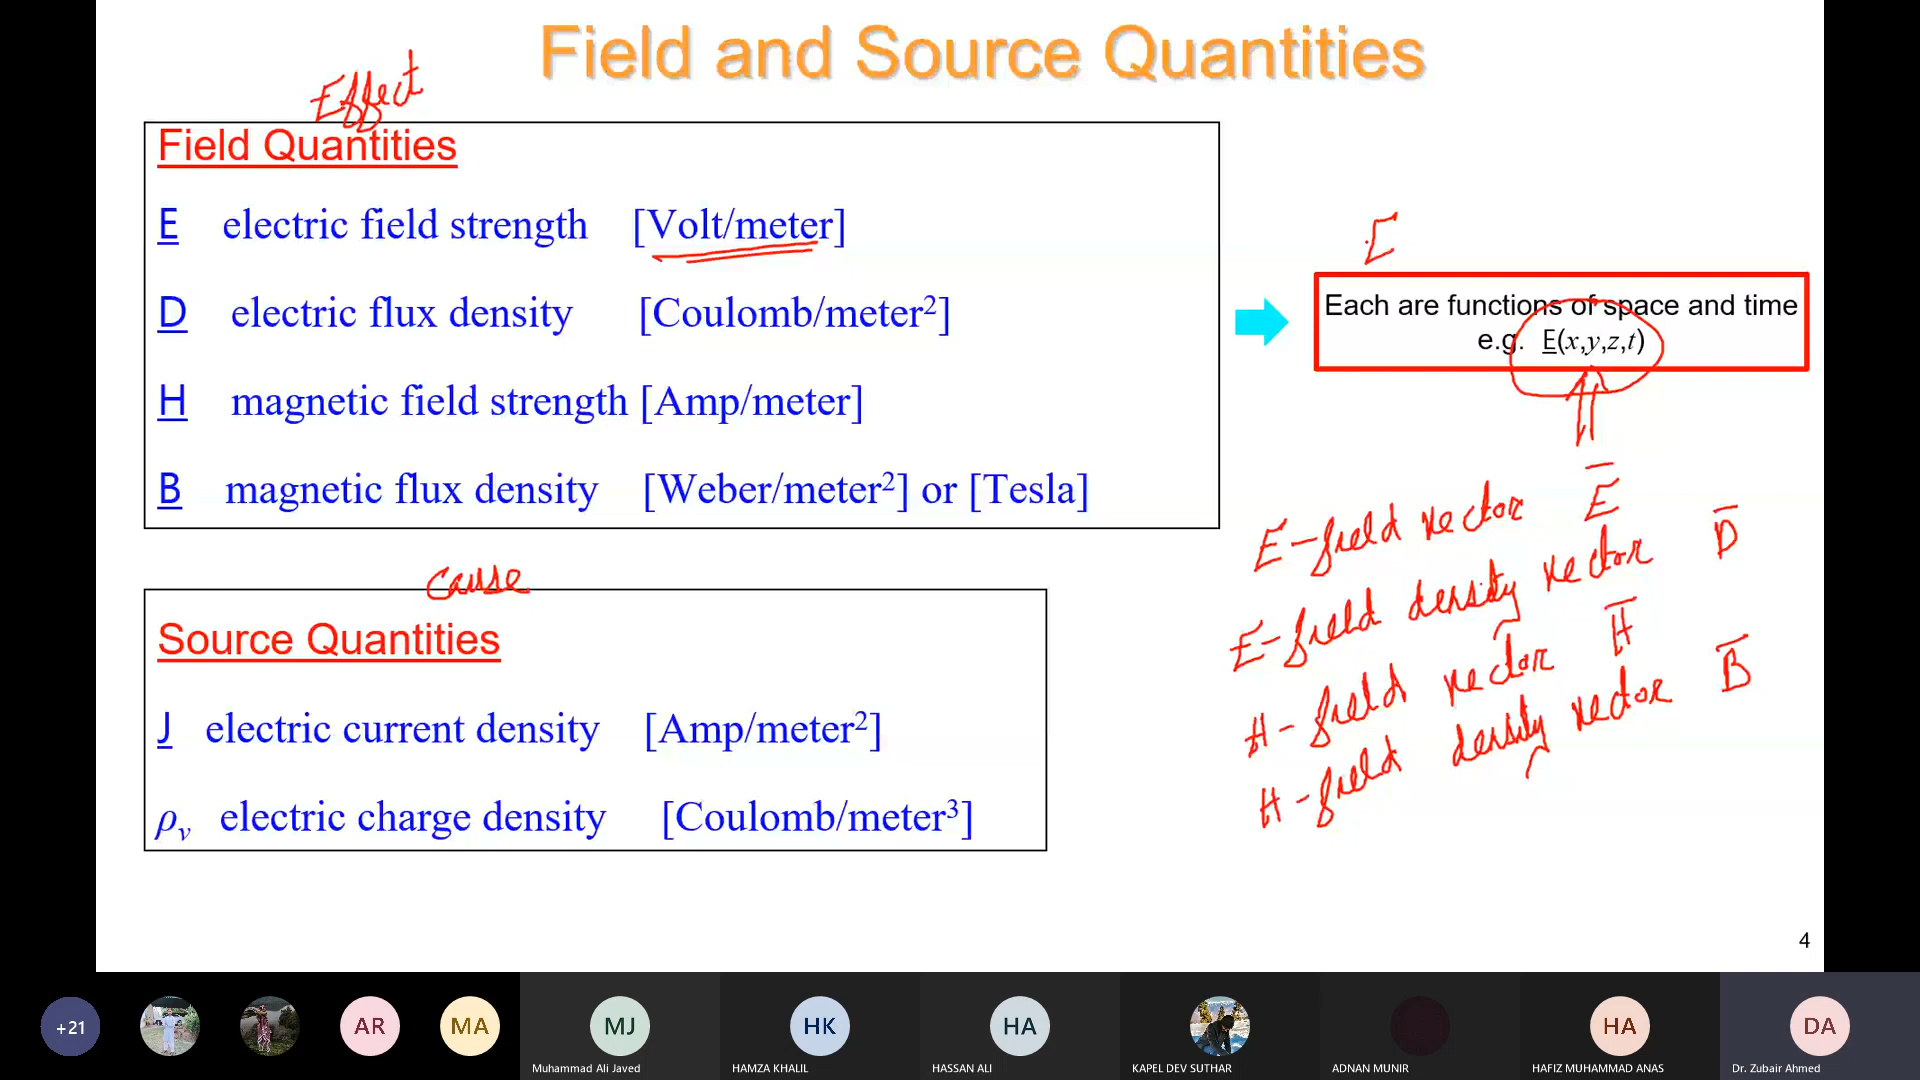 Field and Source Quantities
Effect
Field Quantities
E electric field strength [Volt/meter]
D electric flux density [Coulomb/meter²]
H magnetic field strength [Amp/meter]
B magnetic flux density [Weber/meter²] or [Tesla]
E
Each are functions of space and time
e.g. E(x,y,z,t)
E-field vector E̅
E-field density vector D̅
H-field vector H̅
H-field density vector B̅
cause
Source Quantities
J electric current density [Amp/meter²]
ρv electric charge density [Coulomb/meter³]
4
+21
AR
MA
MJ
HK
HA
HA
DA
Muhammad Ali Javed
HAMZA KHALIL
HASSAN ALI
KAPEL DEV SUTHAR
ADNAN MUNIR
HAFIZ MUHAMMAD ANAS
Dr. Zubair Ahmed